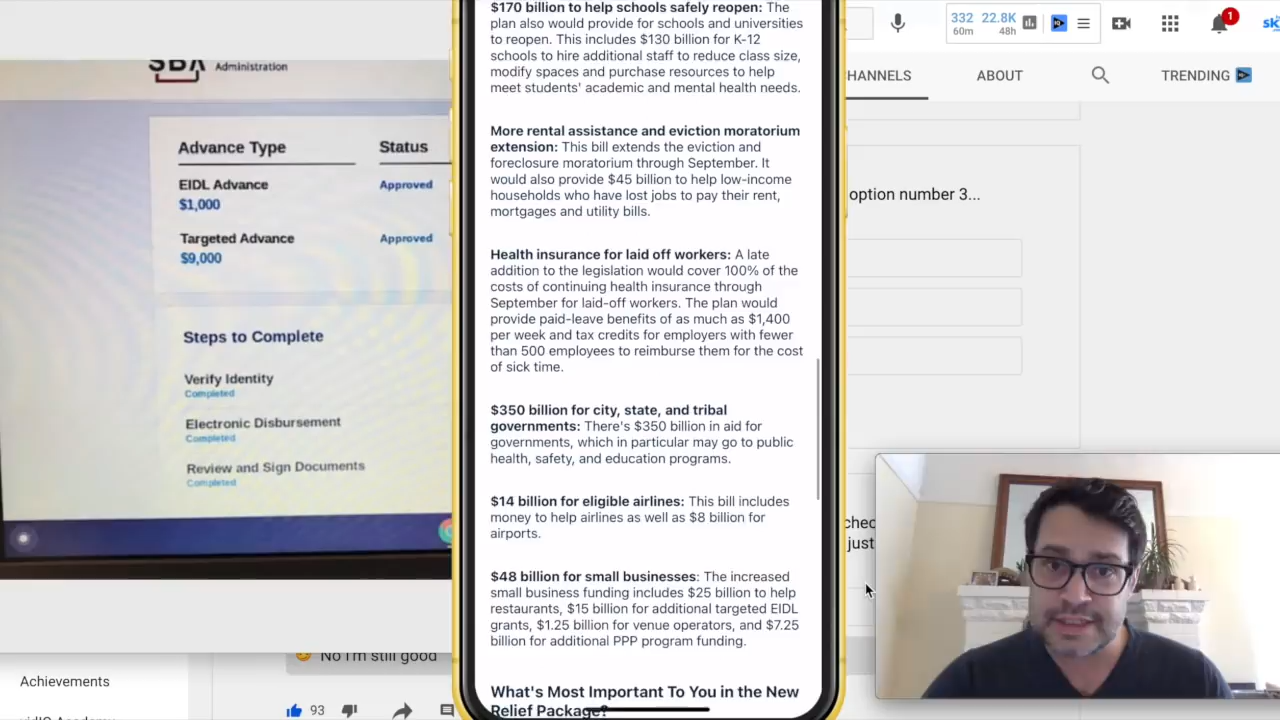 SBA
Administration
Advance Type
Status
EIDL Advance
Approved
$1,000
Targeted Advance
Approved
$9,000
Steps to Complete
Verify Identity
Completed
Electronic Disbursement
Completed
Review and Sign Documents
Completed
Achievements
No I'm still good
93
$170 billion to help schools safely reopen: The
plan also would provide for schools and universities
to reopen. This includes $130 billion for K-12
schools to hire additional staff to reduce class size,
modify spaces and purchase resources to help
meet students' academic and mental health needs.
More rental assistance and eviction moratorium
extension: This bill extends the eviction and
foreclosure moratorium through September. It
would also provide $45 billion to help low-income
households who have lost jobs to pay their rent,
mortgages and utility bills.
Health insurance for laid off workers: A late
addition to the legislation would cover 100% of the
costs of continuing health insurance through
September for laid-off workers. The plan would
provide paid-leave benefits of as much as $1,400
per week and tax credits for employers with fewer
than 500 employees to reimburse them for the cost
of sick time.
$350 billion for city, state, and tribal
governments: There's $350 billion in aid for
governments, which in particular may go to public
health, safety, and education programs.
$14 billion for eligible airlines: This bill includes
money to help airlines as well as $8 billion for
airports.
$48 billion for small businesses: The increased
small business funding includes $25 billion to help
restaurants, $15 billion for additional targeted EIDL
grants, $1.25 billion for venue operators, and $7.25
billion for additional PPP program funding.
What's Most Important To You in the New
Relief Package?
332 22.8K
60m 48h
1
HANNELS ABOUT TRENDING
option number 3...
just